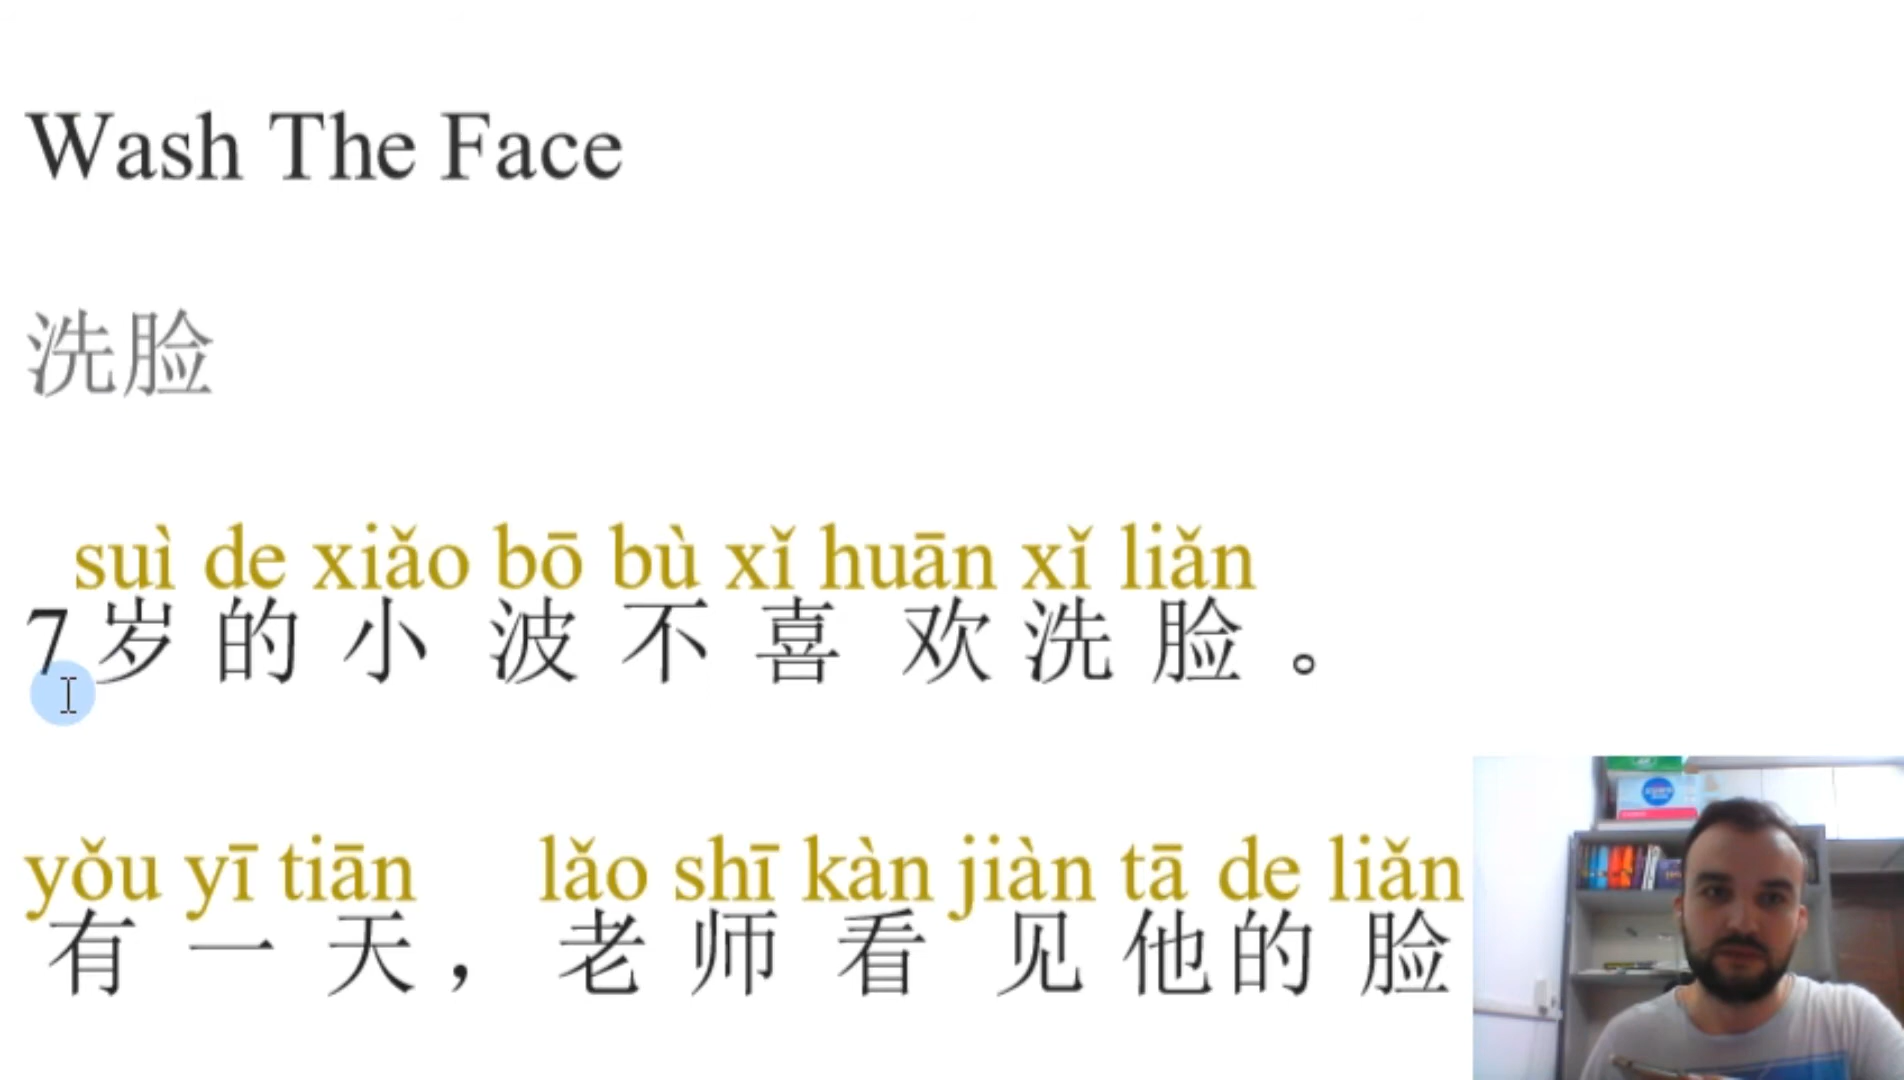 Wash The Face
洗脸
suì de xiǎo bō bù xǐ huān xǐ liǎn
7岁的小波不喜欢洗脸。
yǒu yī tiān lǎo shī kàn jiàn tā de liǎn
有一天，老师看见他的脸